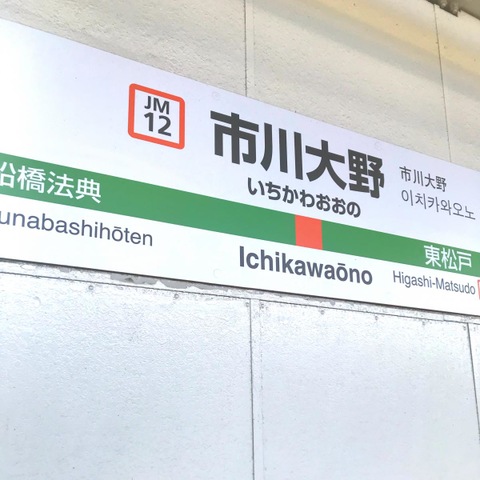 JM
12
市川大野
いちかわおおの
市川大野
이치카와오노
船橋法典
unabashihōten
Ichikawaōno
東松戸
Higashi-Matsudo